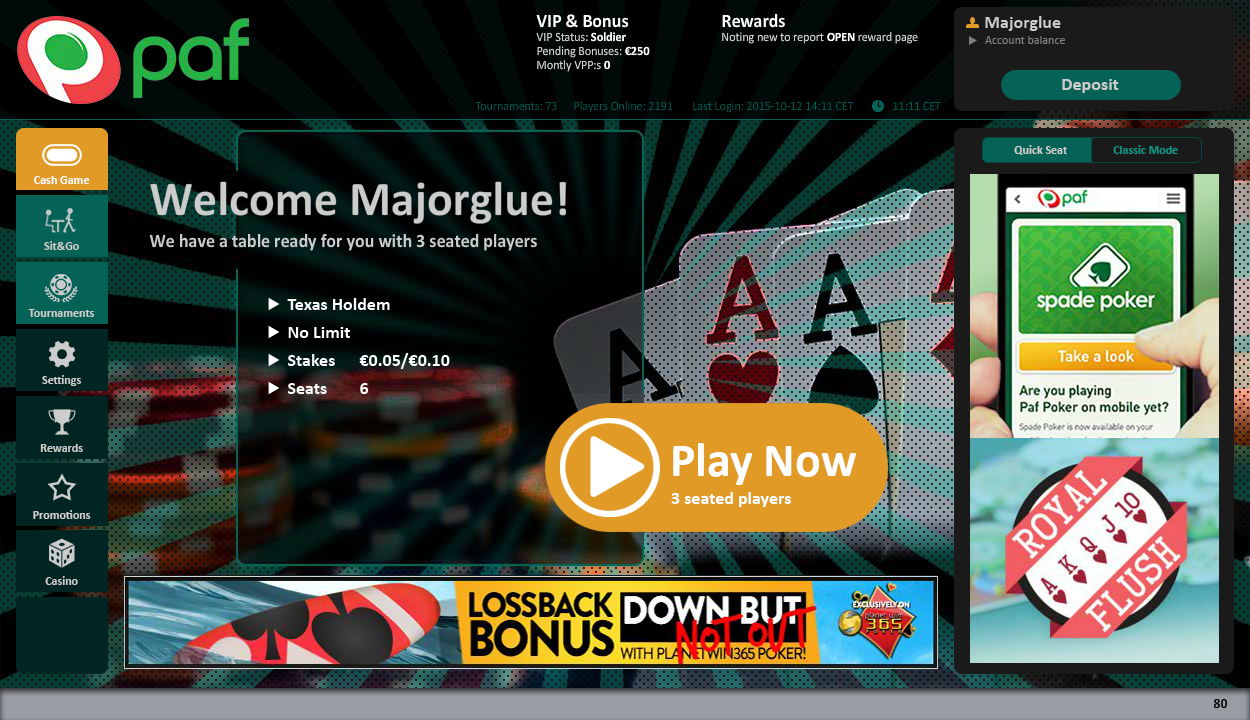 paf
VIP & Bonus
VIP Status: Soldier
Pending Bonuses: €250
Montly VPP:s 0
Rewards
Noting new to report OPEN reward page
Majorglue
Account balance
Deposit
Tournaments: 73
Players Online: 2191
Last Login: 2015-10-12 14:11 CET
11:11 CET
Cash Game
Sit&Go
Tournaments
Settings
Rewards
Promotions
Casino
Welcome Majorglue!
We have a table ready for you with 3 seated players
Texas Holdem
No Limit
Stakes €0.05/€0.10
Seats 6
A A A
Play Now
3 seated players
LOSSBACK
BONUS
DOWN BUT
NOT OUT
WITH PLANETWIN365 POKER!
EXCLUSIVELY ON
365
Quick Seat
Classic Mode
paf
spade poker
Take a look
Are you playing
Paf Poker on mobile yet?
Spade Poker is now available on your
ROYAL
A K Q J 10
FLUSH
80